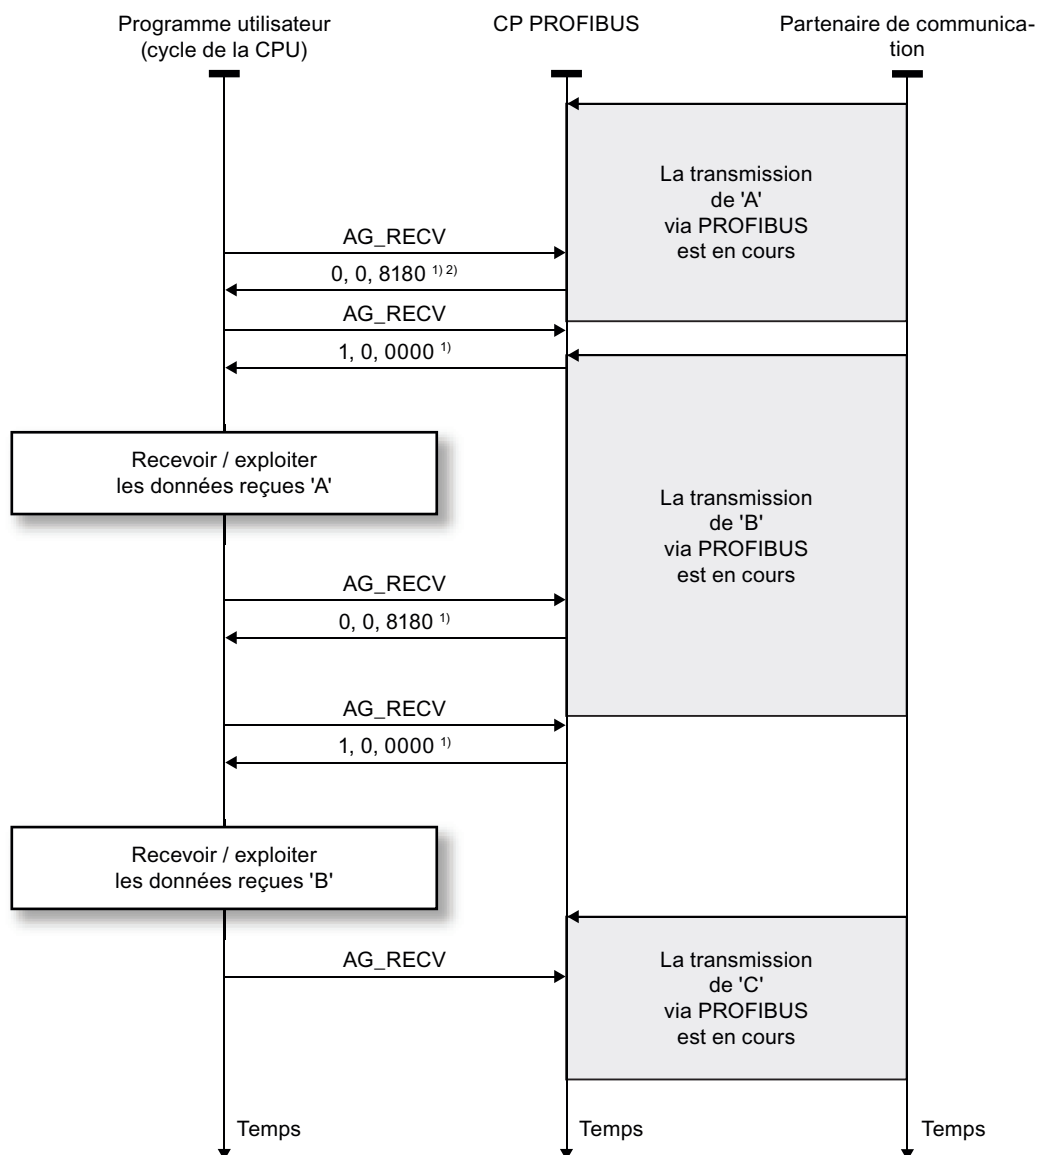 Programme utilisateur
(cycle de la CPU)
CP PROFIBUS
Partenaire de communica-
tion
La transmission
de 'A'
via PROFIBUS
est en cours
AG_RECV
0, 0, 8180 1) 2)
AG_RECV
1, 0, 0000 1)
Recevoir / exploiter
les données reçues 'A'
La transmission
de 'B'
via PROFIBUS
est en cours
AG_RECV
0, 0, 8180 1)
AG_RECV
1, 0, 0000 1)
Recevoir / exploiter
les données reçues 'B'
AG_RECV
La transmission
de 'C'
via PROFIBUS
est en cours
Temps
Temps
Temps